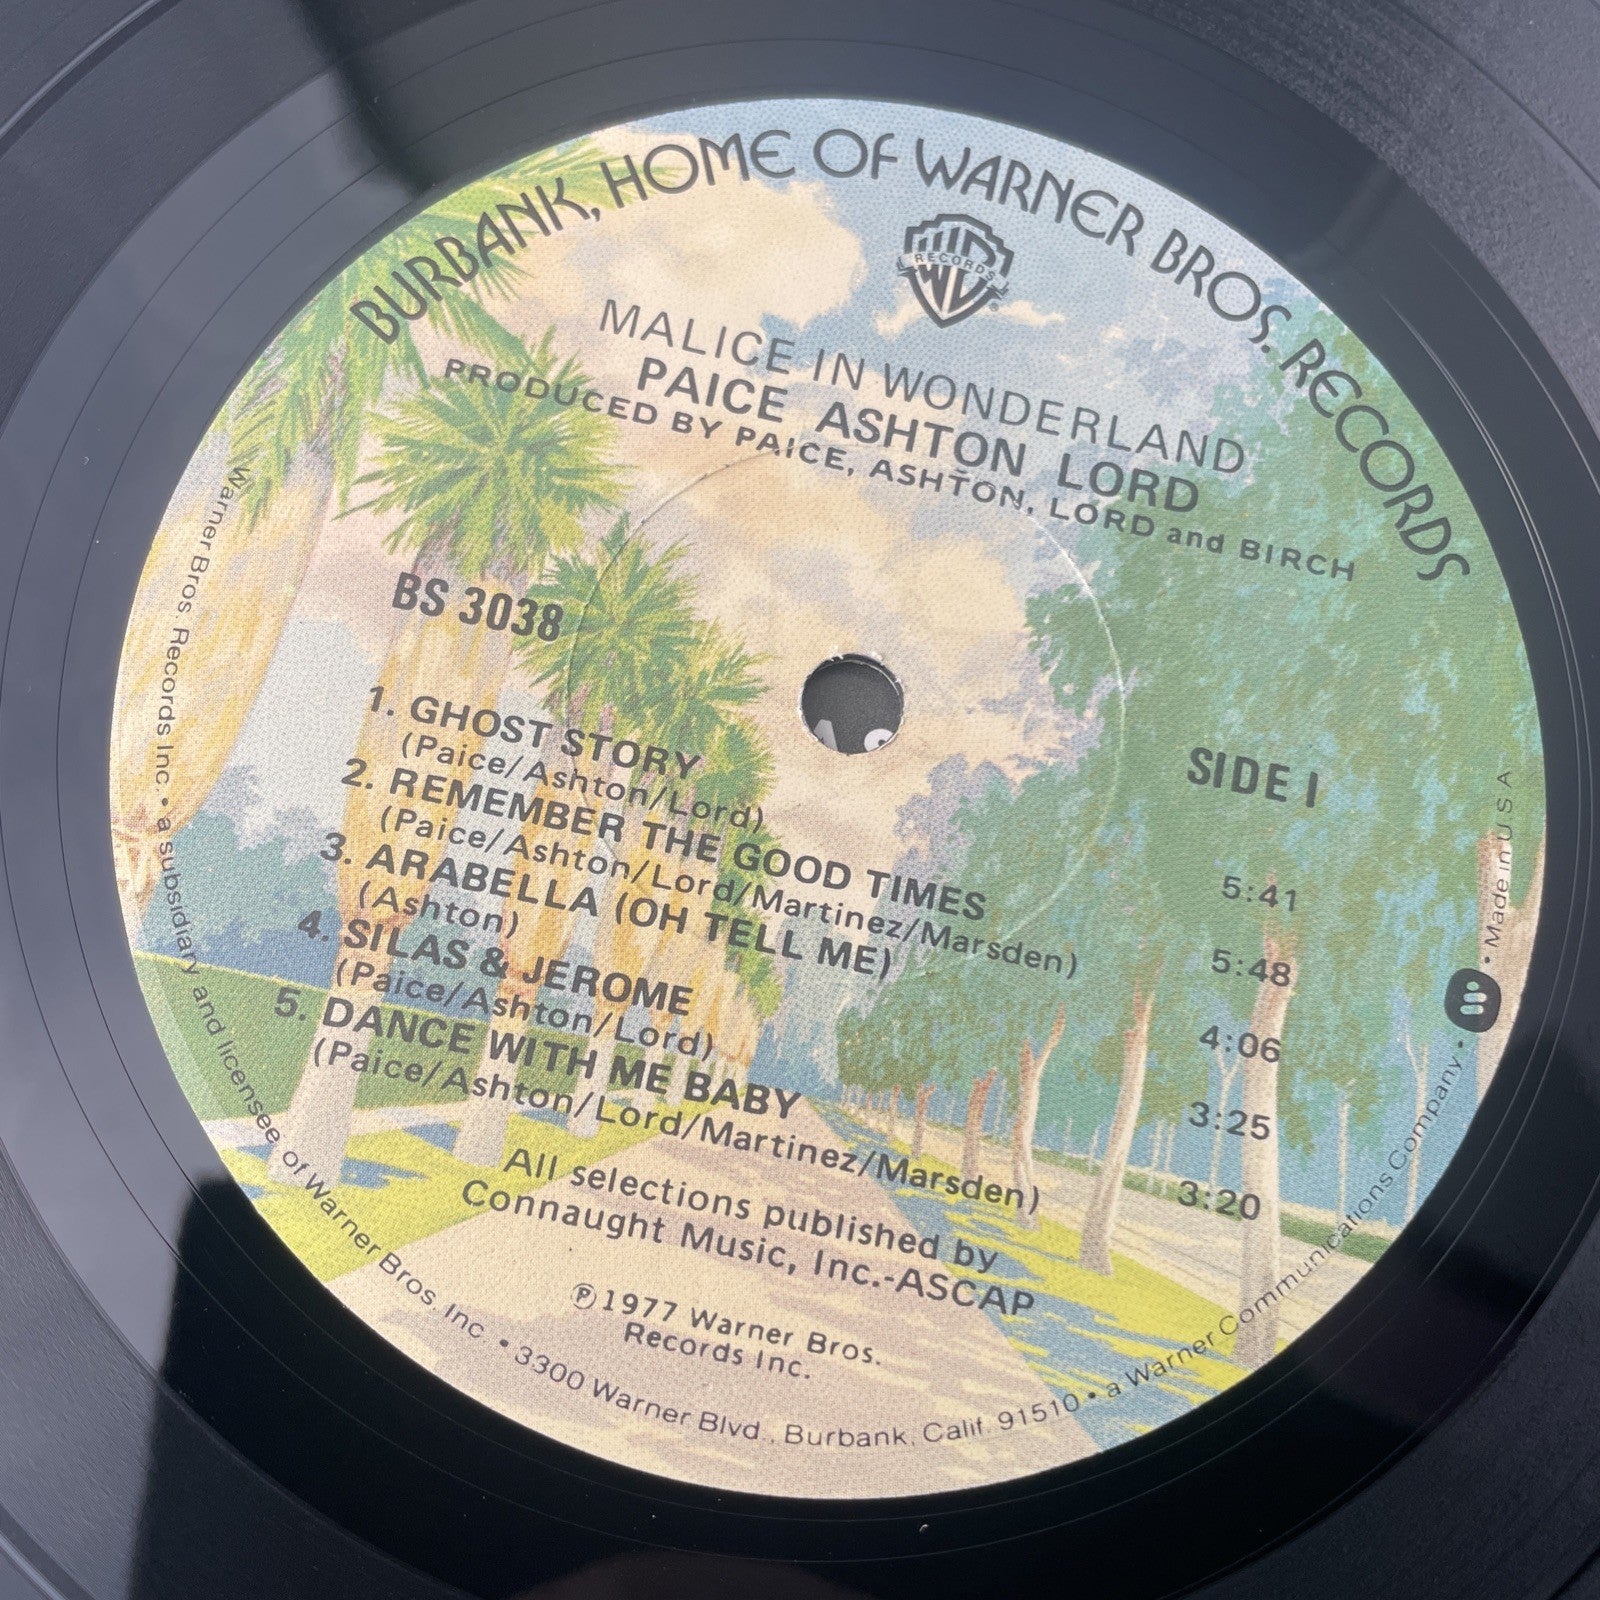 BURBANK, HOME OF WARNER BROS. RECORDS
RECORDS
MALICE IN WONDERLAND
PAICE ASHTON LORD
PRODUCED BY PAICE, ASHTON, LORD and BIRCH
BS 3038
SIDE I
1. GHOST STORY 5:41
(Paice/Ashton/Lord)
2. REMEMBER THE GOOD TIMES 5:48
(Paice/Ashton/Lord/Martinez/Marsden)
3. ARABELLA (OH TELL ME) 4:06
(Ashton)
4. SILAS & JEROME 3:25
(Paice/Ashton/Lord)
5. DANCE WITH ME BABY 3:20
(Paice/Ashton/Lord/Martinez/Marsden)
All selections published by
Connaught Music, Inc.-ASCAP
℗1977 Warner Bros.
Records Inc.
Warner Bros. Records Inc. • a subsidiary and licensee of Warner Bros. Inc • 3300 Warner Blvd., Burbank, Calif. 91510 • a Warner Communications Company • • Made in U S A